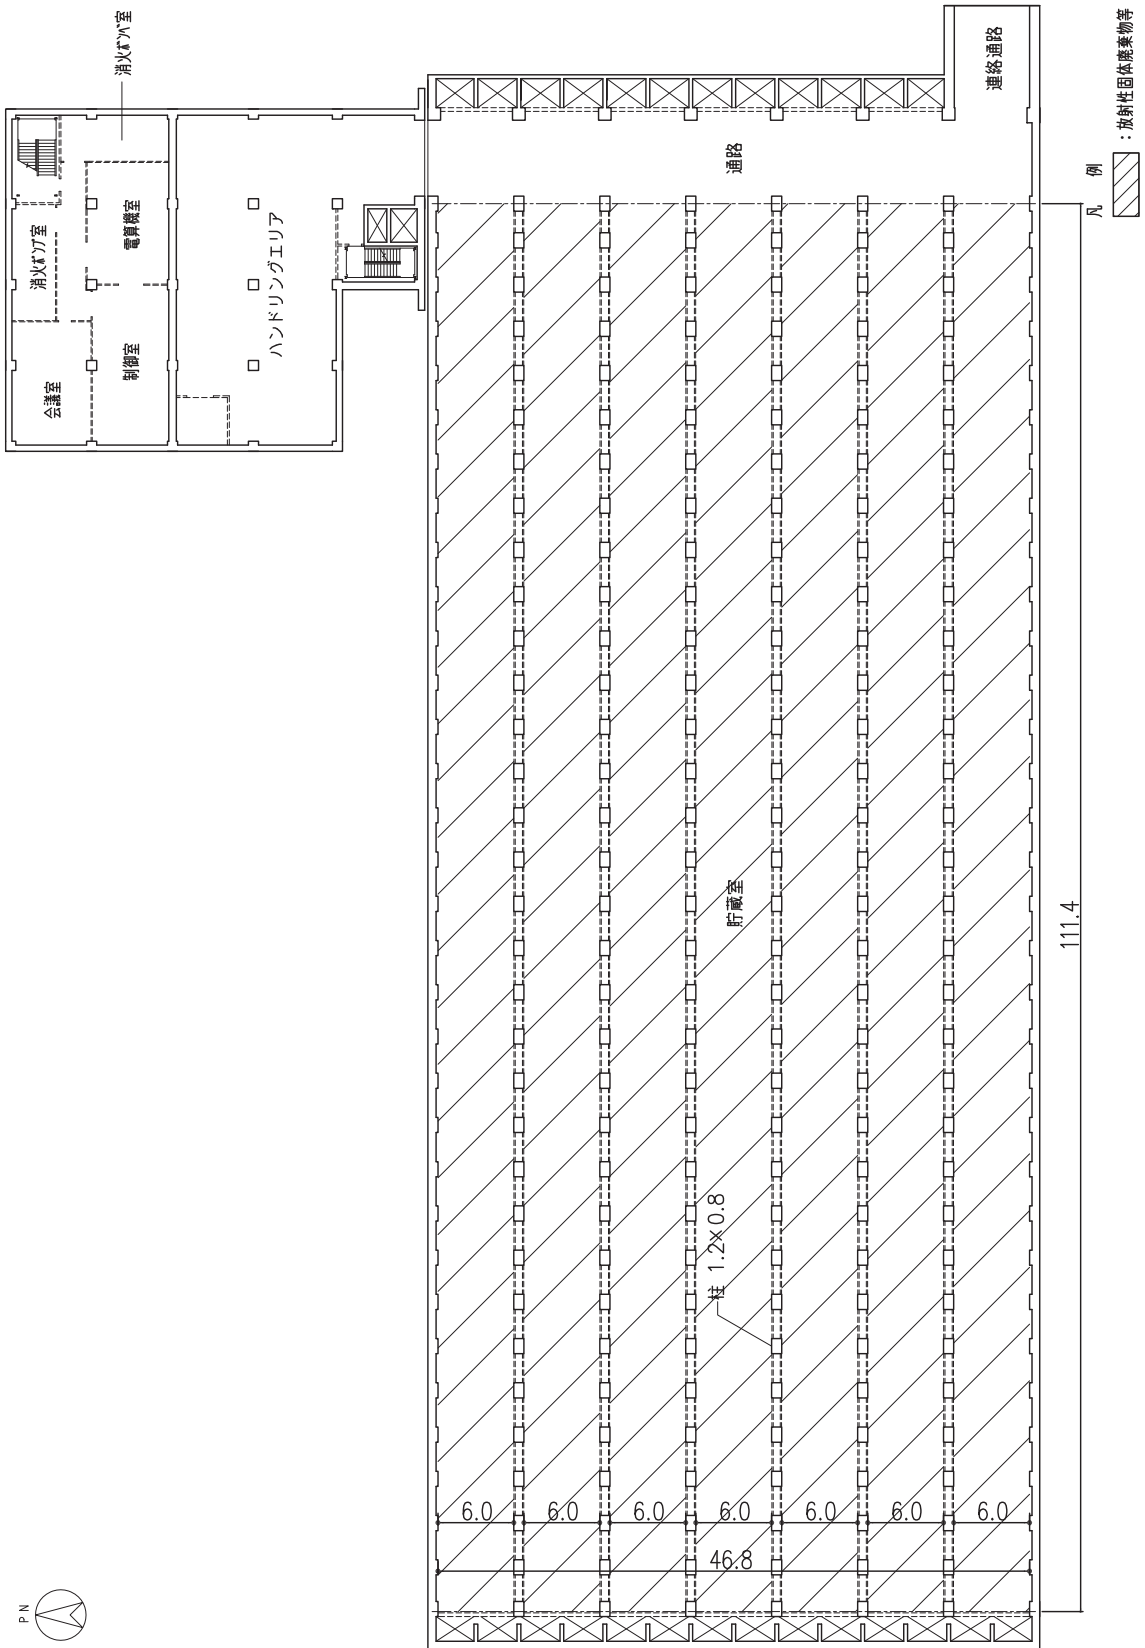 消火ボンベ室
消火ポンプ室
電算機室
会議室
制御室
ハンドリングエリア
連絡通路
通路
凡 例
：放射性固体廃棄物等
貯蔵室
111.4
柱 1.2×0.8
6.0
6.0
6.0
6.0
6.0
6.0
6.0
46.8
PN